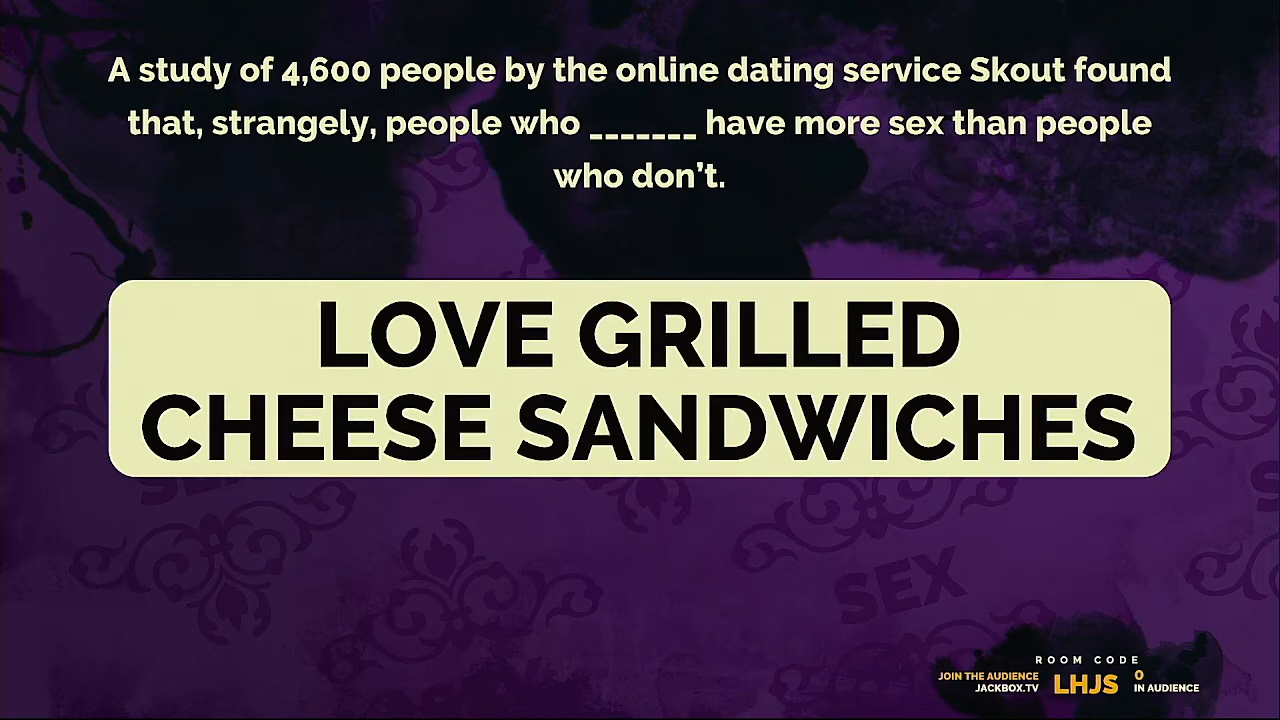 A study of 4,600 people by the online dating service Skout found
that, strangely, people who _______ have more sex than people
who don’t.
LOVE GRILLED
CHEESE SANDWICHES
SEX
ROOM CODE
JOIN THE AUDIENCE
JACKBOX.TV
LHJS
0
IN AUDIENCE